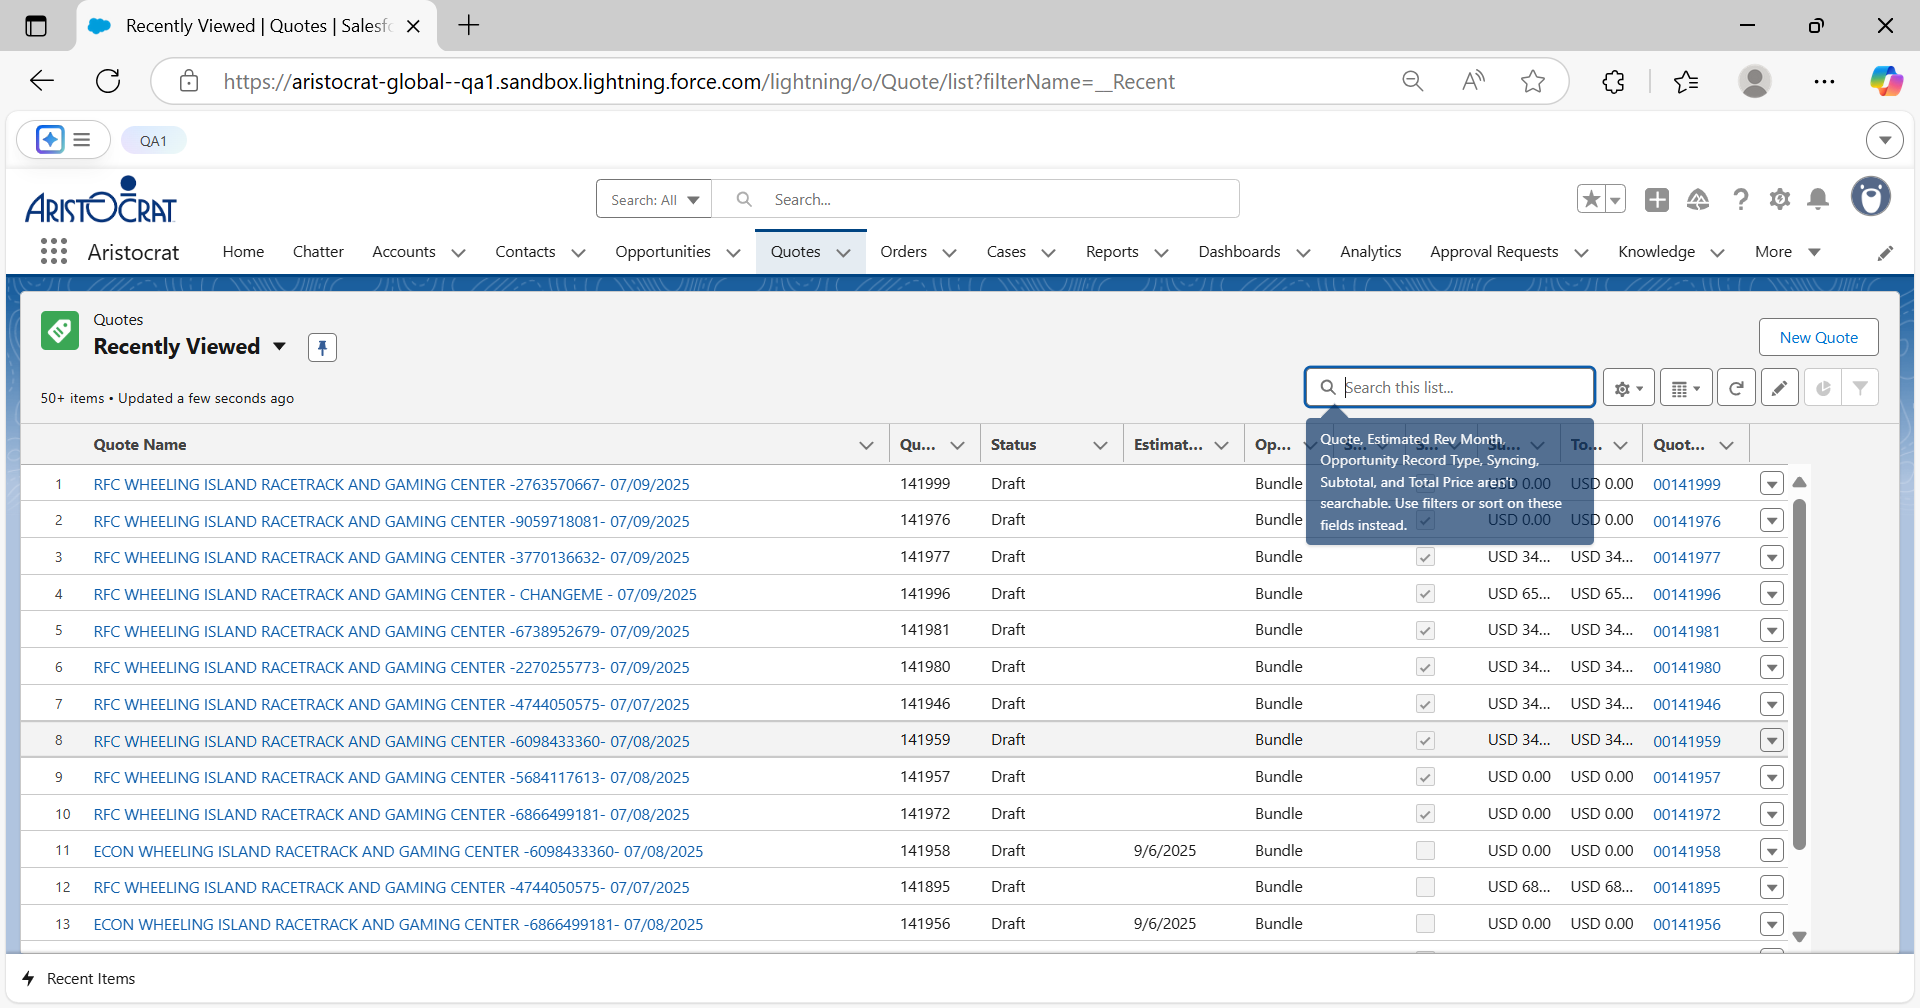 Recently Viewed | Quotes | Salesfo
https://aristocrat-global--qa1.sandbox.lightning.force.com/lightning/o/Quote/list?filterName=__Recent
QA1
ARISTOCRAT
Search: All
Search...
Aristocrat
Home
Chatter
Accounts
Contacts
Opportunities
Quotes
Orders
Cases
Reports
Dashboards
Analytics
Approval Requests
Knowledge
More
Quotes
Recently Viewed
New Quote
50+ items • Updated a few seconds ago
Search this list...
Quote, Estimated Rev Month,
Opportunity Record Type, Syncing,
Subtotal, and Total Price aren't
searchable. Use filters or sort on these
fields instead.
Quote Name Qu... Status Estimat... Op... S... S... Su... To... Quot...
1 RFC WHEELING ISLAND RACETRACK AND GAMING CENTER -2763570667- 07/09/2025 141999 Draft Bundle USD 0.00 USD 0.00 00141999
2 RFC WHEELING ISLAND RACETRACK AND GAMING CENTER -9059718081- 07/09/2025 141976 Draft Bundle USD 0.00 USD 0.00 00141976
3 RFC WHEELING ISLAND RACETRACK AND GAMING CENTER -3770136632- 07/09/2025 141977 Draft Bundle USD 34... USD 34... 00141977
4 RFC WHEELING ISLAND RACETRACK AND GAMING CENTER - CHANGEME - 07/09/2025 141996 Draft Bundle USD 65... USD 65... 00141996
5 RFC WHEELING ISLAND RACETRACK AND GAMING CENTER -6738952679- 07/09/2025 141981 Draft Bundle USD 34... USD 34... 00141981
6 RFC WHEELING ISLAND RACETRACK AND GAMING CENTER -2270255773- 07/09/2025 141980 Draft Bundle USD 34... USD 34... 00141980
7 RFC WHEELING ISLAND RACETRACK AND GAMING CENTER -4744050575- 07/07/2025 141946 Draft Bundle USD 34... USD 34... 00141946
8 RFC WHEELING ISLAND RACETRACK AND GAMING CENTER -6098433360- 07/08/2025 141959 Draft Bundle USD 34... USD 34... 00141959
9 RFC WHEELING ISLAND RACETRACK AND GAMING CENTER -5684117613- 07/08/2025 141957 Draft Bundle USD 0.00 USD 0.00 00141957
10 RFC WHEELING ISLAND RACETRACK AND GAMING CENTER -6866499181- 07/08/2025 141972 Draft Bundle USD 0.00 USD 0.00 00141972
11 ECON WHEELING ISLAND RACETRACK AND GAMING CENTER -6098433360- 07/08/2025 141958 Draft 9/6/2025 Bundle USD 0.00 USD 0.00 00141958
12 RFC WHEELING ISLAND RACETRACK AND GAMING CENTER -4744050575- 07/07/2025 141895 Draft Bundle USD 68... USD 68... 00141895
13 ECON WHEELING ISLAND RACETRACK AND GAMING CENTER -6866499181- 07/08/2025 141956 Draft 9/6/2025 Bundle USD 0.00 USD 0.00 00141956
Recent Items